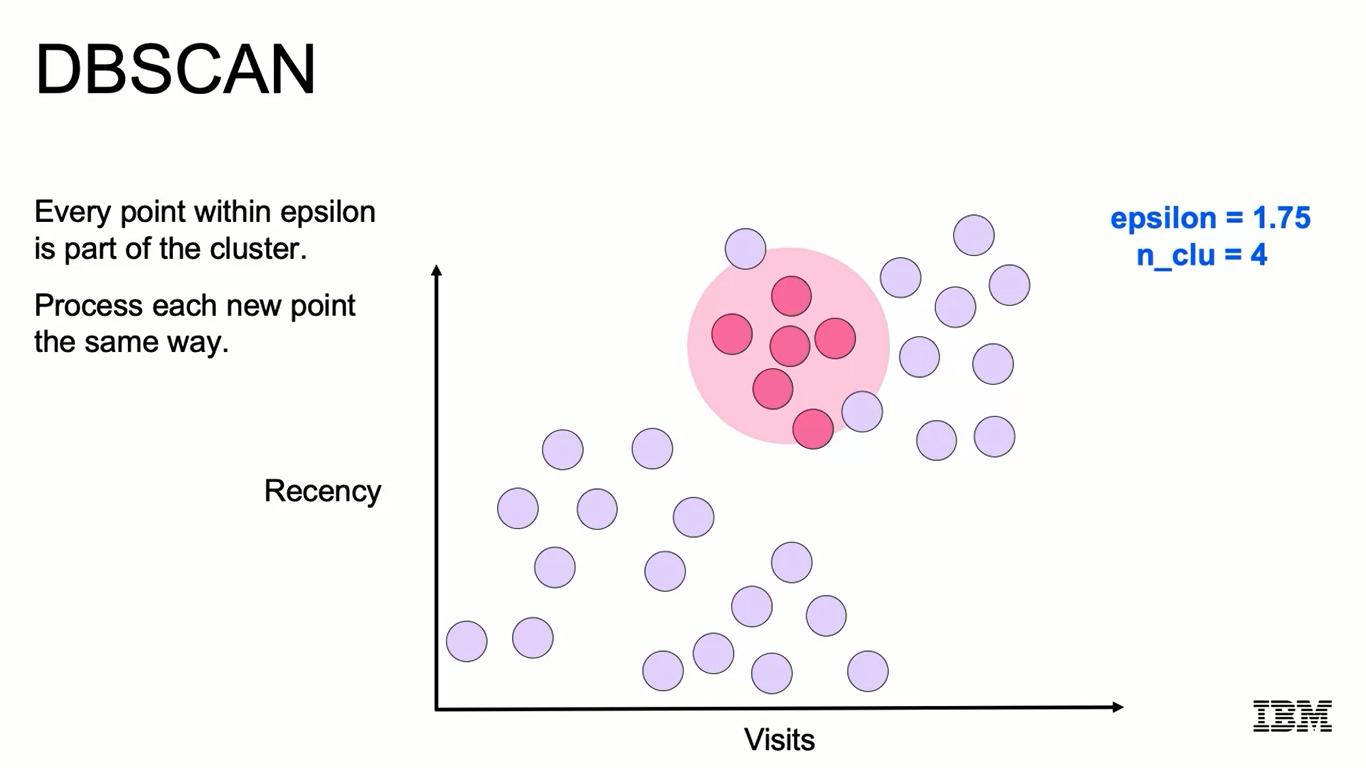 DBSCAN
Every point within epsilon
is part of the cluster.
Process each new point
the same way.
epsilon = 1.75
n_clu = 4
Recency
Visits
IBM